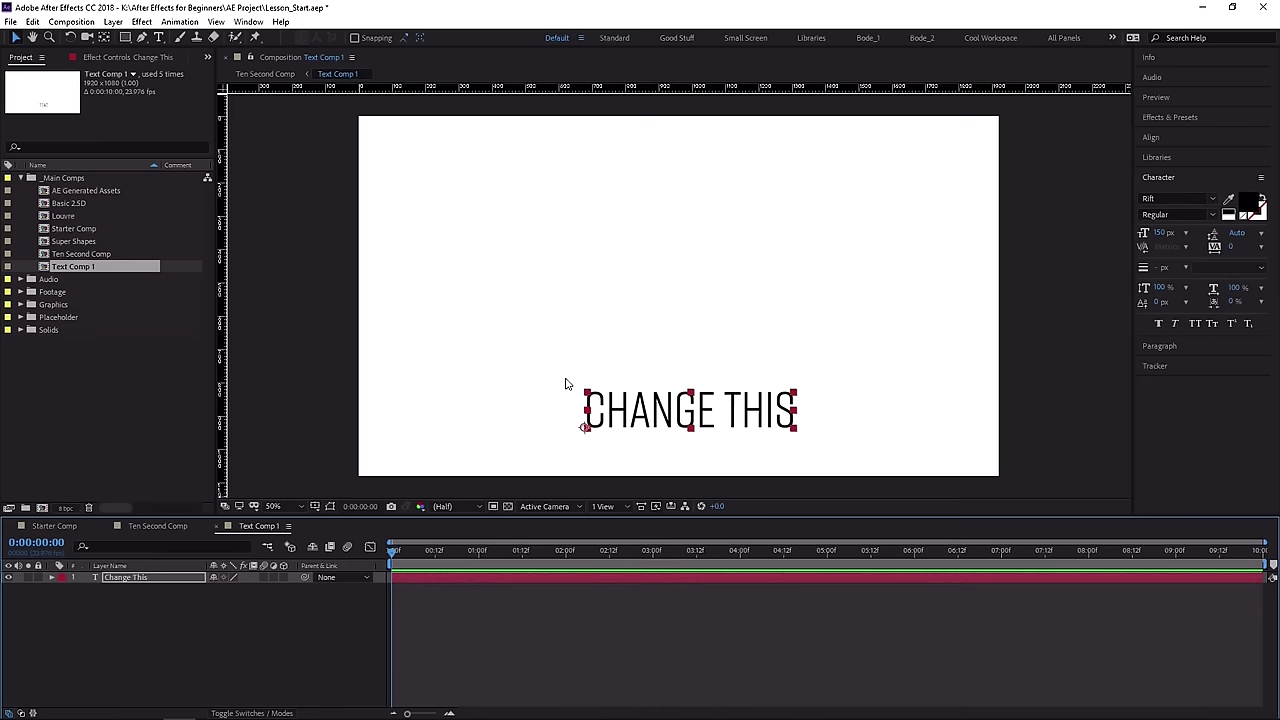 Adobe After Effects CC 2018 - K:\After Effects for Beginners\AE Project\Lesson_Start.aep *
File Edit Composition Layer Effect Animation View Window Help
Snapping Default Standard Good Stuff Small Screen Libraries Bode_1 Bode_2 Cool Workspace All Panels Search Help
Project Effect Controls Change This Composition Text Comp 1
Text Comp 1, used 5 times
1920 x1080 (1.00)
Δ 0:00:10:00, 23.976 fps
Ten Second Comp Text Comp 1
Name Comment
_Main Comps
AE Generated Assets
Basic 2.5D
Louvre
Starter Comp
Super Shapes
Ten Second Comp
Text Comp 1
Audio
Footage
Graphics
Placeholder
Solids
8 bpc
CHANGE THIS
50% 0:00:00:00 (Half) Active Camera 1 View +0.0
Info
Audio
Preview
Effects & Presets
Align
Libraries
Character
Rift
Regular
150 px Auto
Metrics 0
- px
100 % 100 %
0 px 0 %
Paragraph
Tracker
Starter Comp Ten Second Comp Text Comp 1
0:00:00:00
00000 (23.976 fps)
00:12f 01:00f 01:12f 02:00f 02:12f 03:00f 03:12f 04:00f 04:12f 05:00f 05:12f 06:00f 06:12f 07:00f 07:12f 08:00f 08:12f 09:00f 09:12f
# Layer Name Parent & Link
1 T Change This None
Toggle Switches / Modes